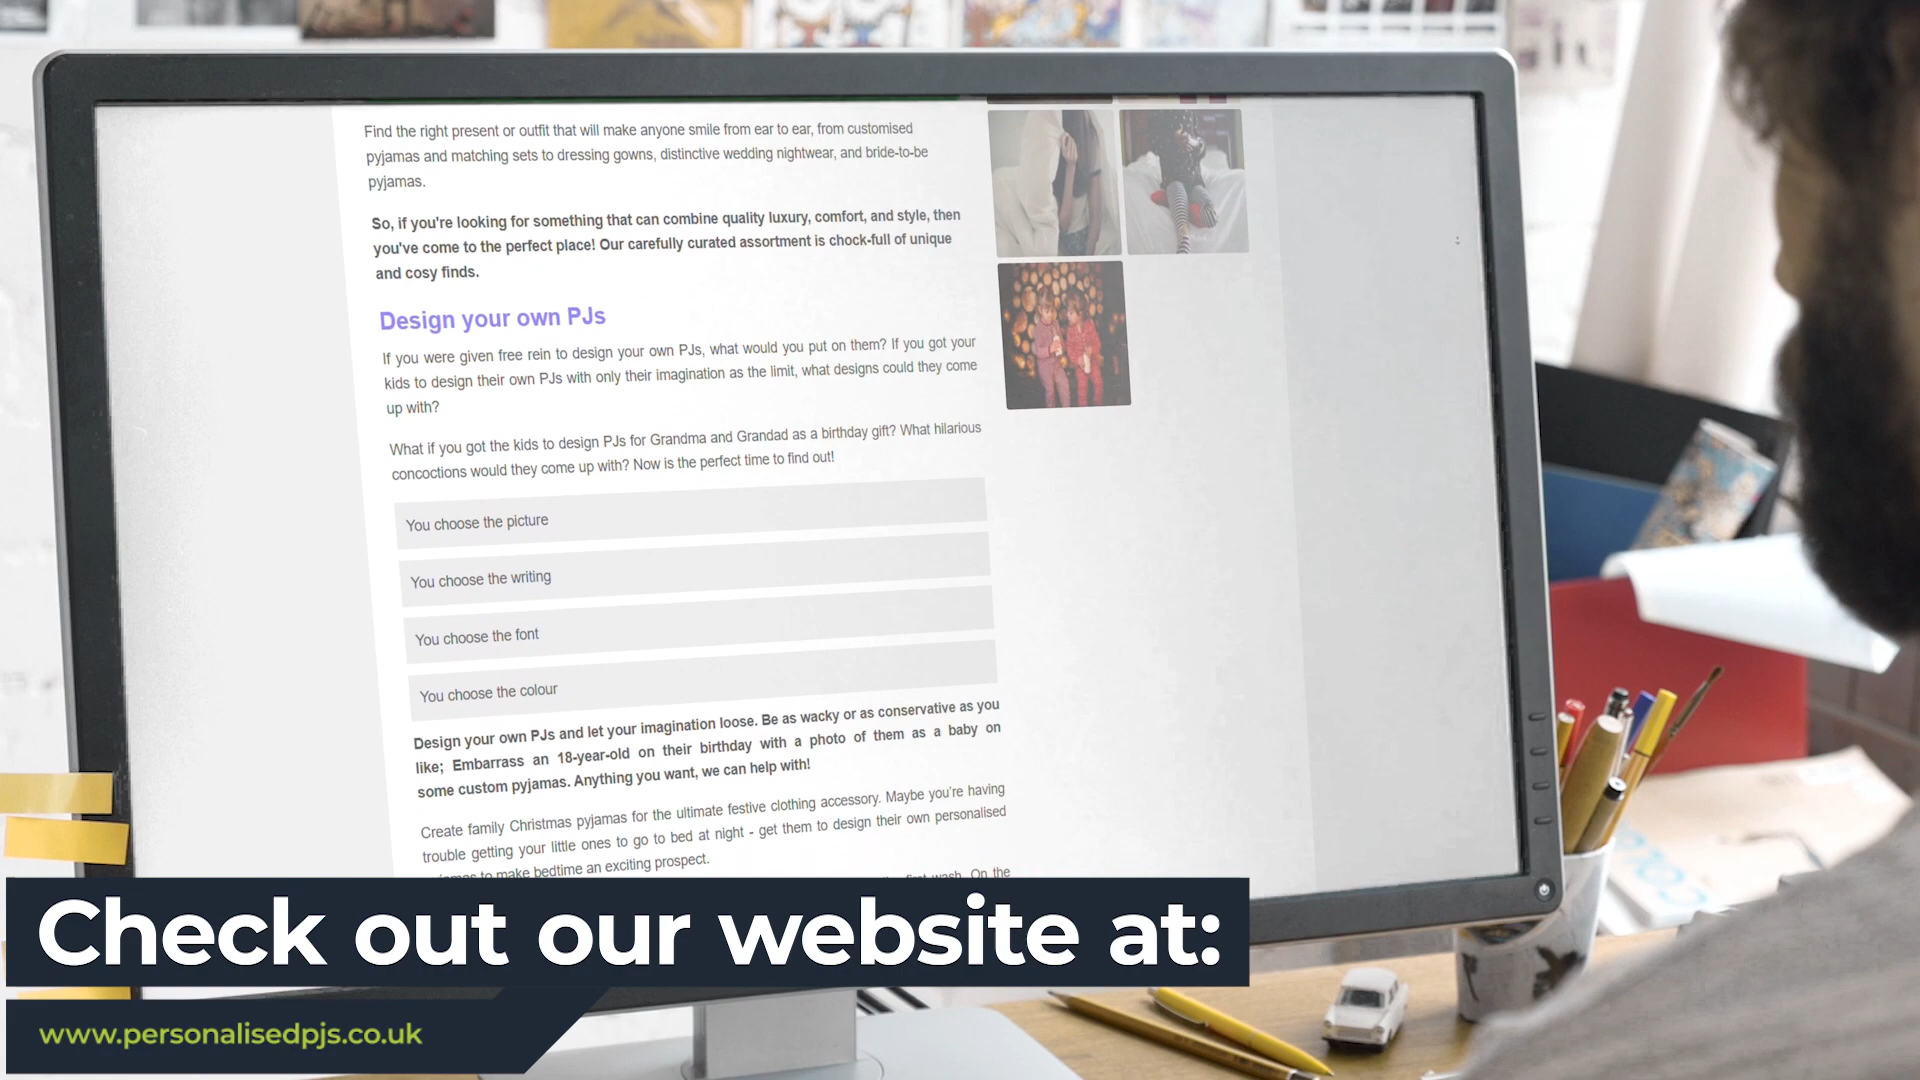 Find the right present or outfit that will make anyone smile from ear to ear, from customised
pyjamas and matching sets to dressing gowns, distinctive wedding nightwear, and bride-to-be
pyjamas.
So, if you're looking for something that can combine quality luxury, comfort, and style, then
you've come to the perfect place! Our carefully curated assortment is chock-full of unique
and cosy finds.
Design your own PJs
If you were given free rein to design your own PJs, what would you put on them? If you got your
kids to design their own PJs with only their imagination as the limit, what designs could they come
up with?
What if you got the kids to design PJs for Grandma and Grandad as a birthday gift? What hilarious
concoctions would they come up with? Now is the perfect time to find out!
You choose the picture
You choose the writing
You choose the font
You choose the colour
Design your own PJs and let your imagination loose. Be as wacky or as conservative as you
like; Embarrass an 18-year-old on their birthday with a photo of them as a baby on
some custom pyjamas. Anything you want, we can help with!
Create family Christmas pyjamas for the ultimate festive clothing accessory. Maybe you're having
trouble getting your little ones to go to bed at night - get them to design their own personalised
to make bedtime an exciting prospect.
wash. On the
Check out our website at:
www.personalisedpjs.co.uk